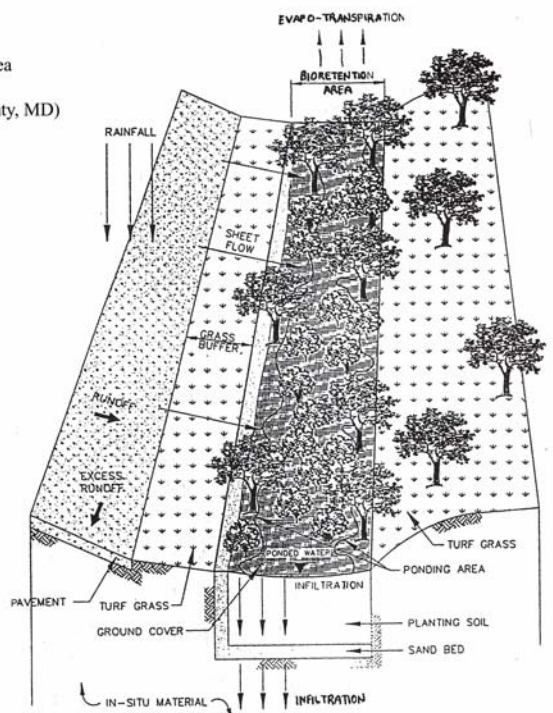 EVAPO-TRANSPIRATION
BIORETENTION
AREA
ea
ty, MD)
RAINFALL
SHEET
FLOW
GRASS
BUFFER
RUNOFF
EXCESS
RUNOFF
PONDED WATER
TURF GRASS
PONDING AREA
PAVEMENT
TURF GRASS
INFILTRATION
GROUND COVER
PLANTING SOIL
SAND BED
IN-SITU MATERIAL
INFILTRATION